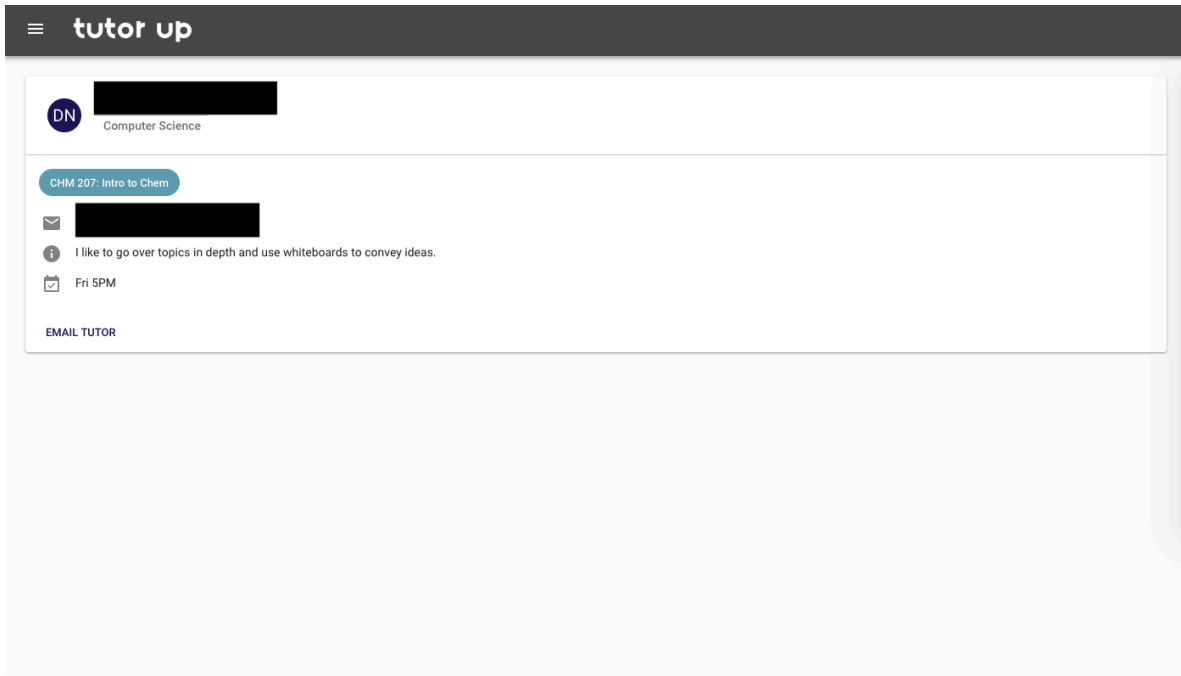 tutor up
DN
Computer Science
CHM 207: Intro to Chem
I like to go over topics in depth and use whiteboards to convey ideas.
Fri 5PM
EMAIL TUTOR